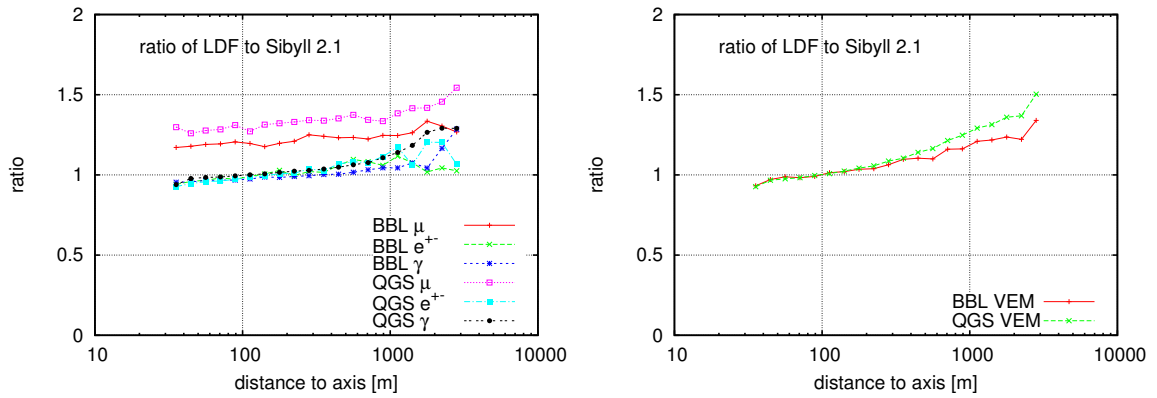 2
1.5
1
0.5
0
10
100
1000
10000
ratio
distance to axis [m]
ratio of LDF to Sibyll 2.1
BBL μ
BBL e+-
BBL γ
QGS μ
QGS e+-
QGS γ
2
1.5
1
0.5
0
10
100
1000
10000
ratio
distance to axis [m]
ratio of LDF to Sibyll 2.1
BBL VEM
QGS VEM